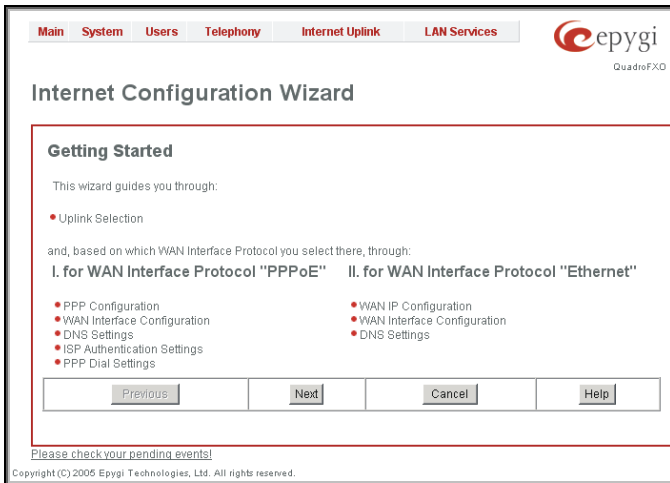 Main System Users Telephony Internet Uplink LAN Services
epygi
QuadroFXO
Internet Configuration Wizard
Getting Started
This wizard guides you through:
Uplink Selection
and, based on which WAN Interface Protocol you select there, through:
I. for WAN Interface Protocol "PPPoE" II. for WAN Interface Protocol "Ethernet"
PPP Configuration WAN IP Configuration
WAN Interface Configuration WAN Interface Configuration
DNS Settings DNS Settings
ISP Authentication Settings
PPP Dial Settings
Previous Next Cancel Help
Please check your pending events!
Copyright (C) 2005 Epygi Technologies, Ltd. All rights reserved.